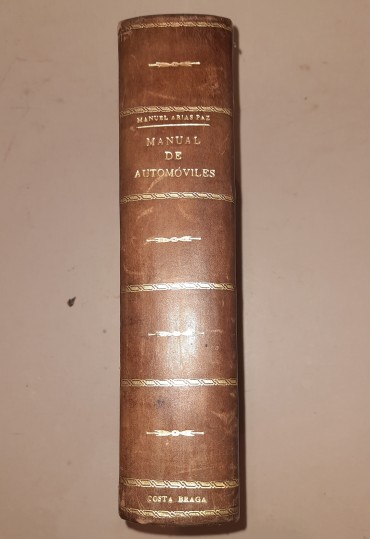 MANUEL ARIAS PAZ
MANUAL
DE
AUTOMÓVILES
COSTA BRAGA